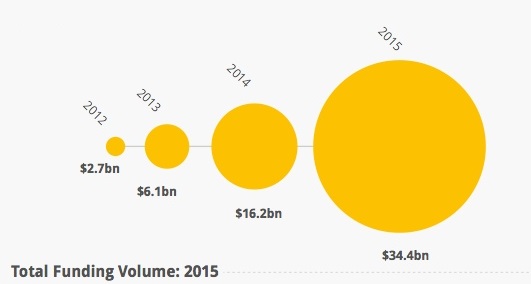 2012
2013
2014
2015
$2.7bn
$6.1bn
$16.2bn
$34.4bn
Total Funding Volume: 2015